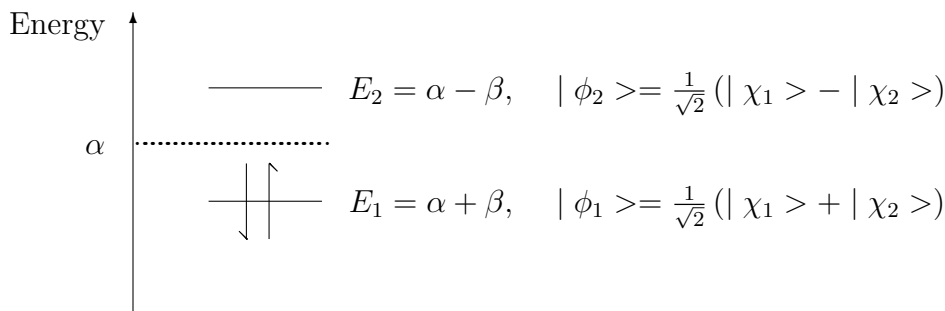 Energy
E₂ = α − β, | ϕ₂ >= 1/√2 (| χ₁ > − | χ₂ >)
α
E₁ = α + β, | ϕ₁ >= 1/√2 (| χ₁ > + | χ₂ >)